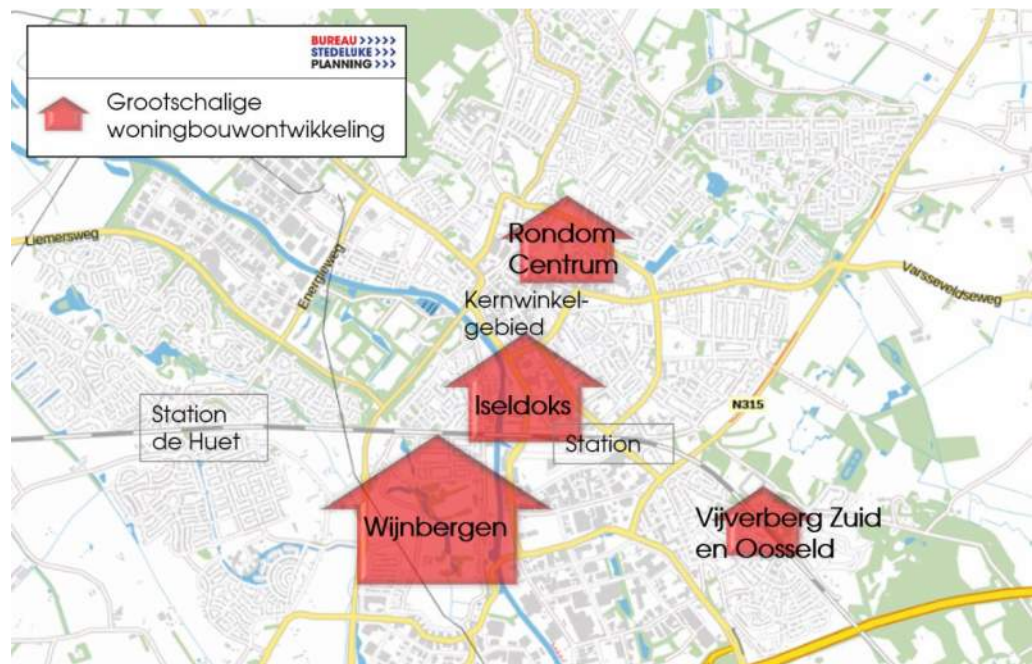 BUREAU >>>>>
STEDELIJKE >>>
PLANNING >>>
Grootschalige
woningbouwontwikkeling
Liemersweg
Energieweg
Rondom
Centrum
Varsseveldseweg
Kernwinkel-
gebied
Iseldoks
N315
Station
de Huet
Station
Wijnbergen
Vijverberg Zuid
en Oosseld